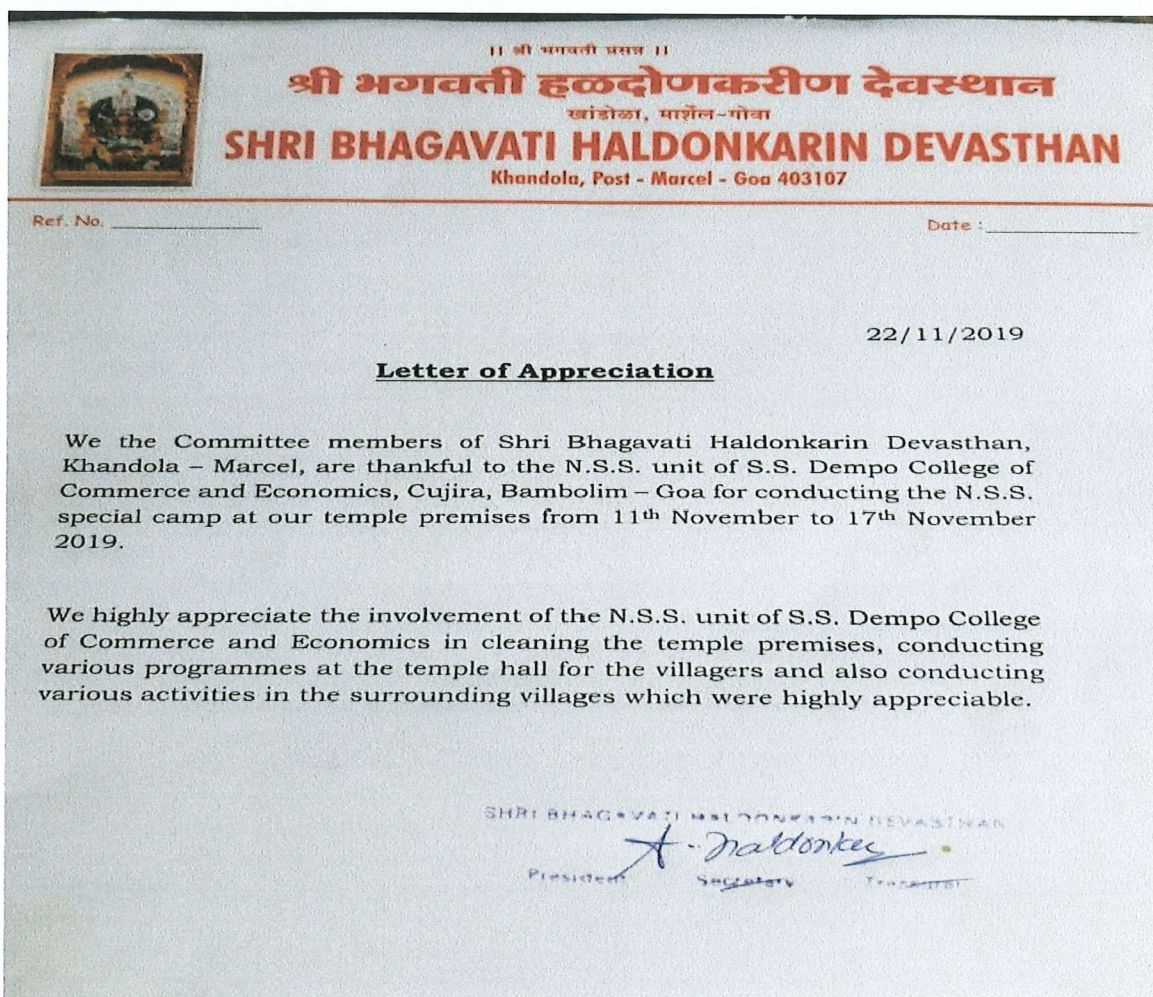 ।। श्री भगवती प्रसन्न ।।
श्री भगवती हळदोणकरीण देवस्थान
खांडोळा, माशेल-गोवा
SHRI BHAGAVATI HALDONKARIN DEVASTHAN
Khandola, Post - Marcel - Goa 403107
Ref. No. ______________ Date : ______________
22/11/2019
Letter of Appreciation
We the Committee members of Shri Bhagavati Haldonkarin Devasthan,
Khandola – Marcel, are thankful to the N.S.S. unit of S.S. Dempo College of
Commerce and Economics, Cujira, Bambolim – Goa for conducting the N.S.S.
special camp at our temple premises from 11th November to 17th November
2019.
We highly appreciate the involvement of the N.S.S. unit of S.S. Dempo College
of Commerce and Economics in cleaning the temple premises, conducting
various programmes at the temple hall for the villagers and also conducting
various activities in the surrounding villages which were highly appreciable.
SHRI BHAGAVATI HALDONKARIN DEVASTHAN
A. Haldonkar
President Secretary Treasurer